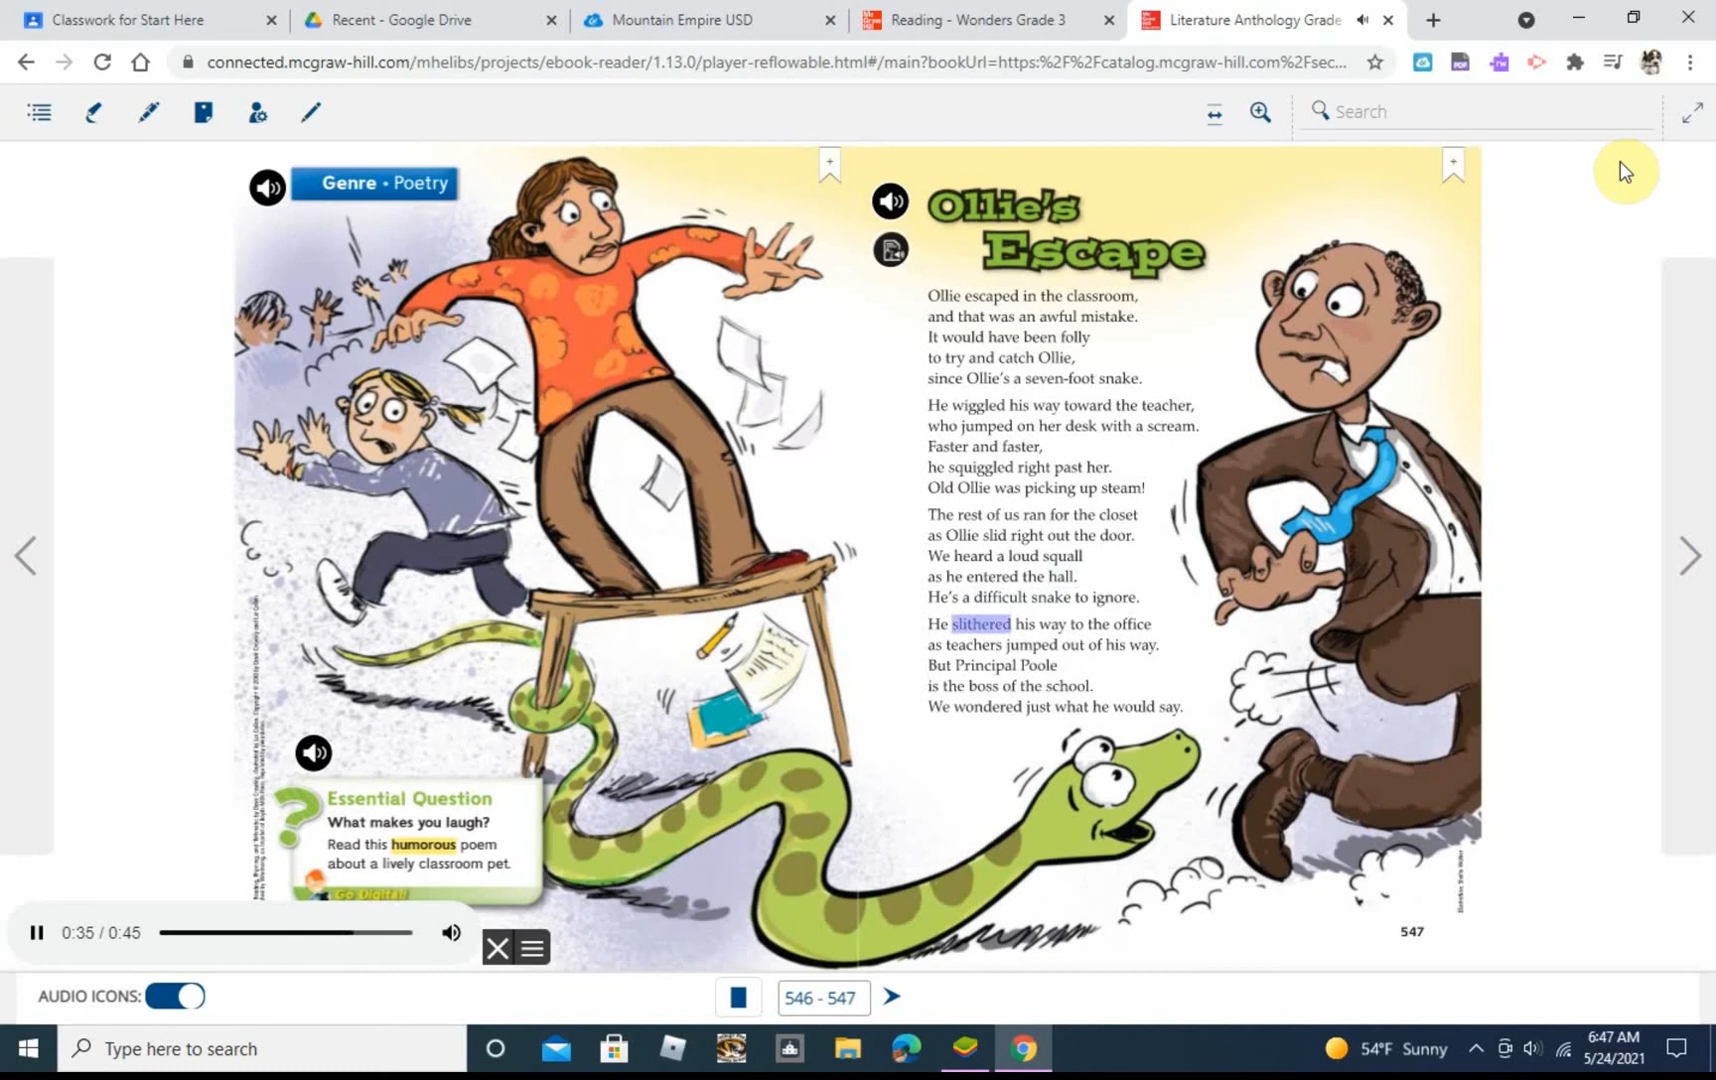 Classwork for Start Here
Recent - Google Drive
Mountain Empire USD
Reading - Wonders Grade 3
Literature Anthology Grade
connected.mcgraw-hill.com/mhelibs/projects/ebook-reader/1.13.0/player-reflowable.html#/main?bookUrl=https:%2F%2Fcatalog.mcgraw-hill.com%2Fsec...
Search
Genre • Poetry
Ollie's
Escape
Ollie escaped in the classroom,
and that was an awful mistake.
It would have been folly
to try and catch Ollie,
since Ollie's a seven-foot snake.
He wiggled his way toward the teacher,
who jumped on her desk with a scream.
Faster and faster,
he squiggled right past her.
Old Ollie was picking up steam!
The rest of us ran for the closet
as Ollie slid right out the door.
We heard a loud squall
as he entered the hall.
He's a difficult snake to ignore.
He slithered his way to the office
as teachers jumped out of his way.
But Principal Poole
is the boss of the school.
We wondered just what he would say.
Essential Question
What makes you laugh?
Read this humorous poem
about a lively classroom pet.
Go Digital!
547
0:35 / 0:45
AUDIO ICONS:
546 - 547
Type here to search
54°F Sunny
6:47 AM
5/24/2021